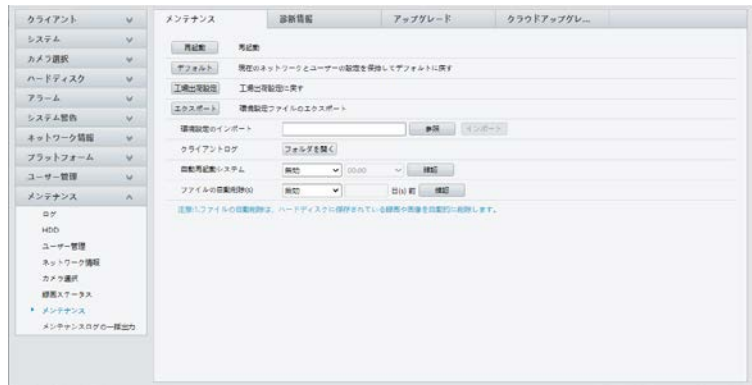 クライアント
システム
カメラ選択
ハードディスク
アラーム
システム警告
ネットワーク情報
プラットフォーム
ユーザー管理
メンテナンス
ログ
HDD
ユーザー管理
ネットワーク情報
カメラ選択
録画ステータス
メンテナンス
メンテナンスログの一括出力
メンテナンス 診断情報 アップグレード クラウドアップグレ...
再起動 再起動
デフォルト 現在のネットワークとユーザーの設定を保持してデフォルトに戻す
工場出荷設定 工場出荷設定に戻す
エクスポート 環境設定ファイルのエクスポート
環境設定のインポート 参照 インポート
クライアントログ フォルダを開く
自動再起動システム 無効 00:00 確認
ファイルの自動削除(s) 無効 日(s) 前 確認
注意:ファイルの自動削除は、ハードディスクに保存されている録画や画像を自動的に削除します。